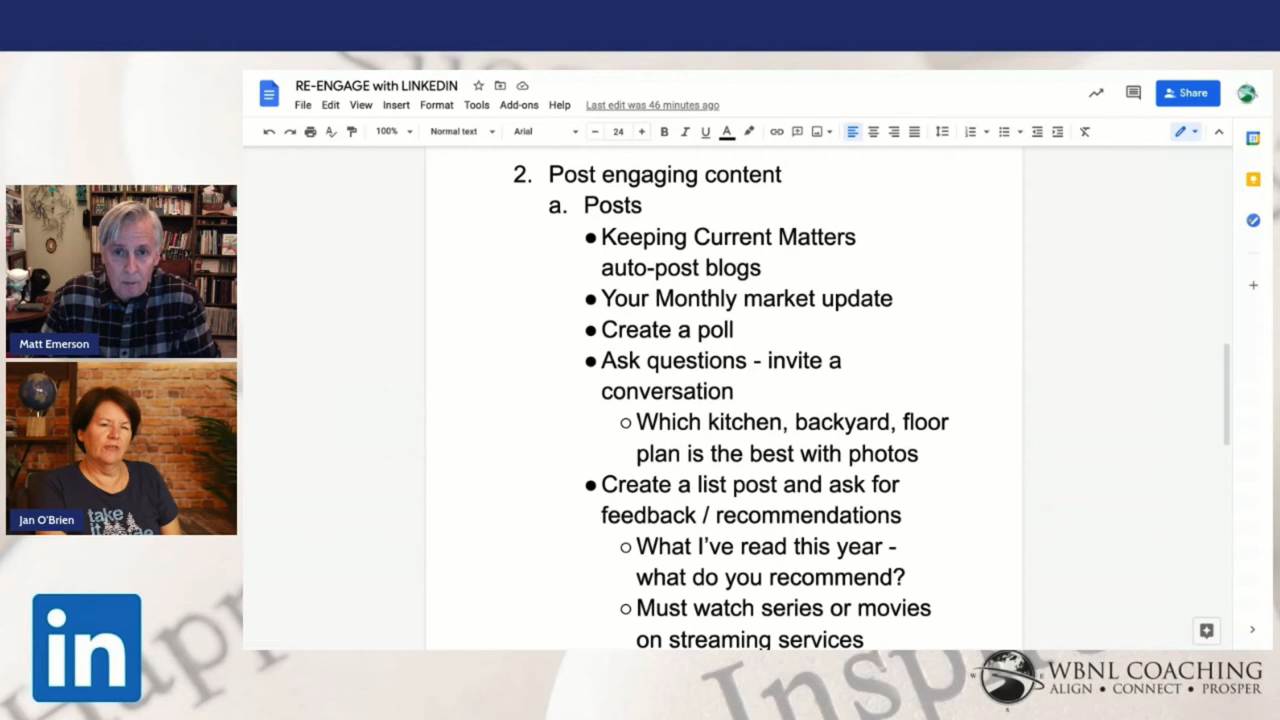 RE-ENGAGE with LINKEDIN
File Edit View Insert Format Tools Add-ons Help Last edit was 46 minutes ago
Share
100% Normal text Arial 24 B I U A
2. Post engaging content
a. Posts
● Keeping Current Matters
auto-post blogs
● Your Monthly market update
● Create a poll
● Ask questions - invite a
conversation
○ Which kitchen, backyard, floor
plan is the best with photos
● Create a list post and ask for
feedback / recommendations
○ What I've read this year -
what do you recommend?
○ Must watch series or movies
on streaming services
Matt Emerson
take
Jan O'Brien
in
WBNL COACHING
ALIGN • CONNECT • PROSPER